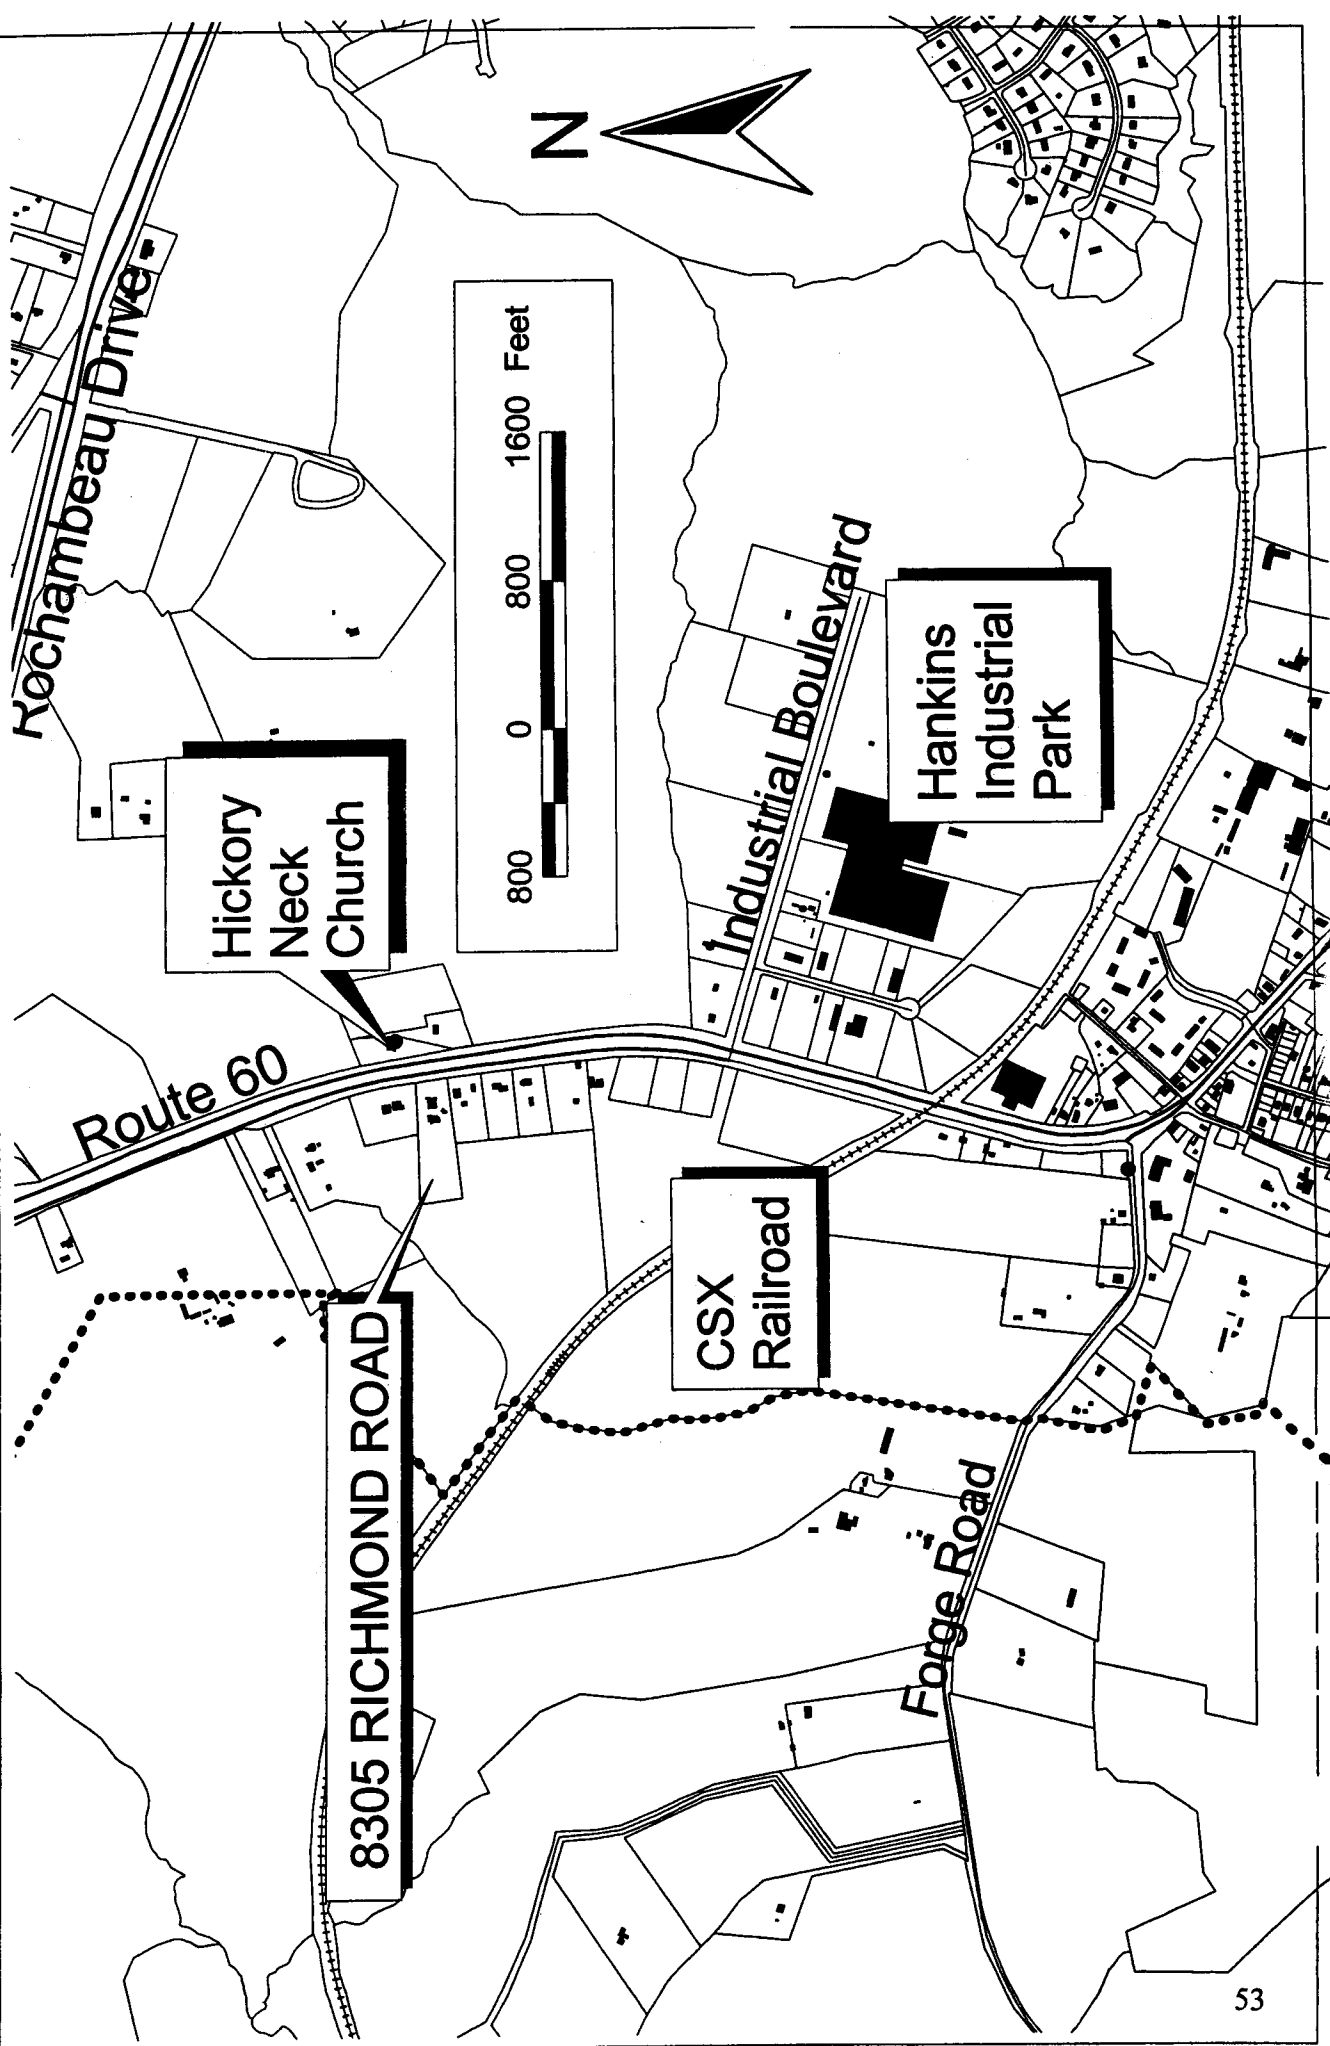 Rochambeau Drive
N
800 0 800 1600 Feet
Hickory
Neck
Church
Route 60
Industrial Boulevard
Hankins
Industrial
Park
8305 RICHMOND ROAD
CSX
Railroad
Forge Road
53